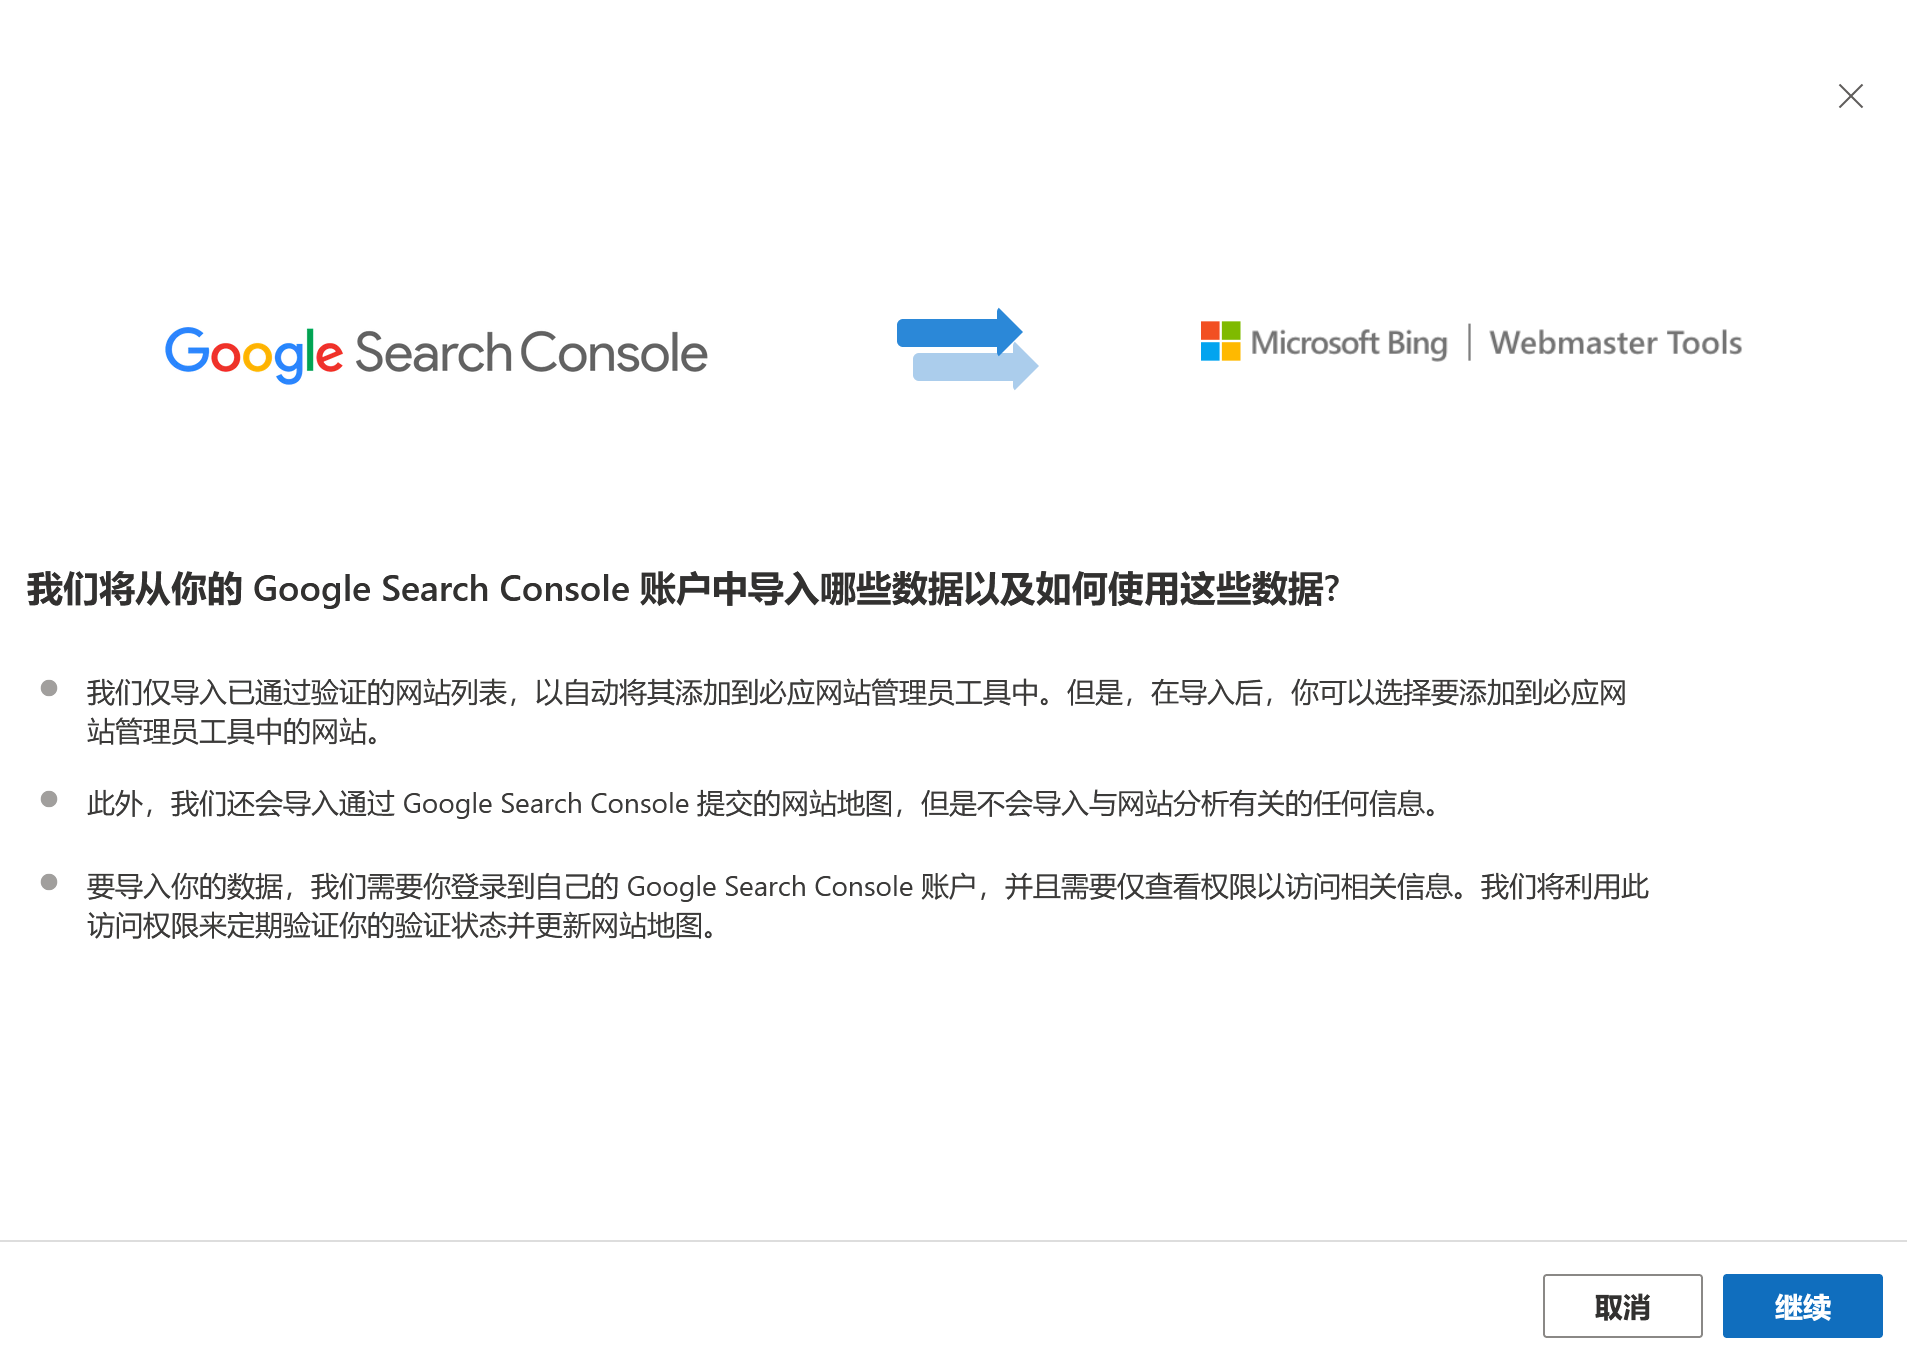 Google Search Console
Microsoft Bing | Webmaster Tools
我们将从你的 Google Search Console 账户中导入哪些数据以及如何使用这些数据?
我们仅导入已通过验证的网站列表，以自动将其添加到必应网站管理员工具中。但是，在导入后，你可以选择要添加到必应网
站管理员工具中的网站。
此外，我们还会导入通过 Google Search Console 提交的网站地图，但是不会导入与网站分析有关的任何信息。
要导入你的数据，我们需要你登录到自己的 Google Search Console 账户，并且需要仅查看权限以访问相关信息。我们将利用此
访问权限来定期验证你的验证状态并更新网站地图。
取消
继续